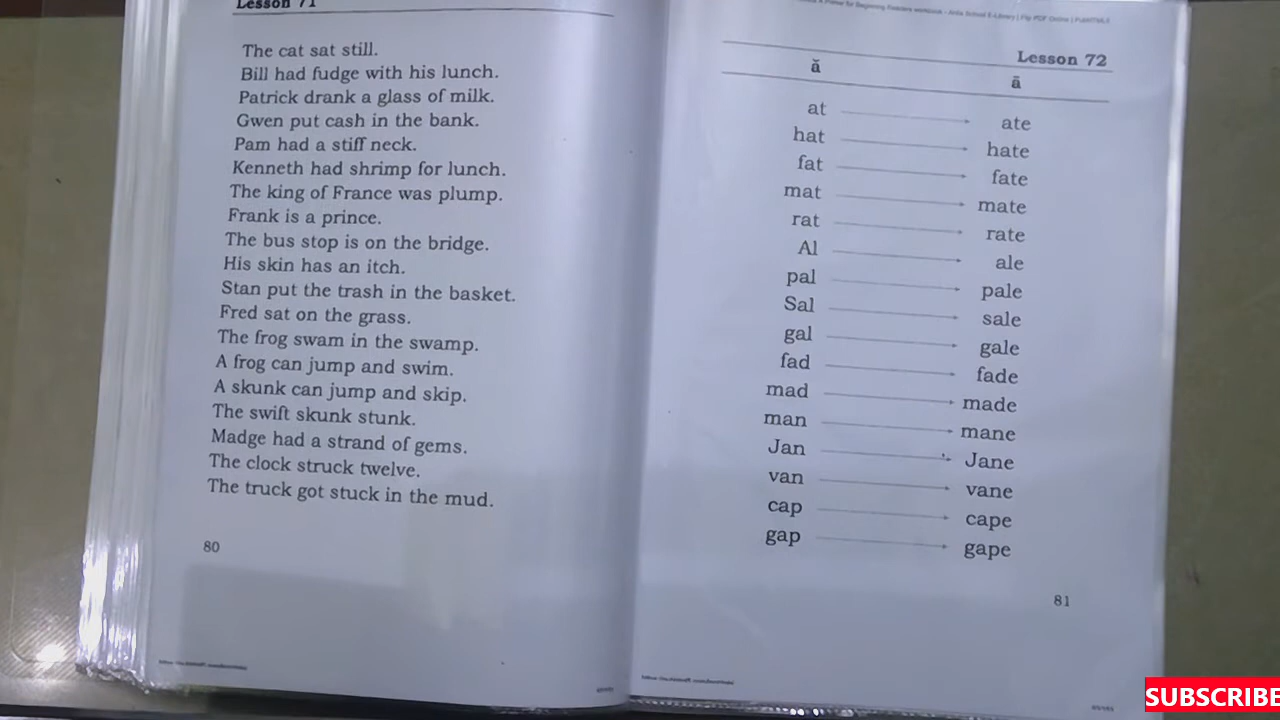 Lesson 71
The cat sat still.
Bill had fudge with his lunch.
Patrick drank a glass of milk.
Gwen put cash in the bank.
Pam had a stiff neck.
Kenneth had shrimp for lunch.
The king of France was plump.
Frank is a prince.
The bus stop is on the bridge.
His skin has an itch.
Stan put the trash in the basket.
Fred sat on the grass.
The frog swam in the swamp.
A frog can jump and swim.
A skunk can jump and skip.
The swift skunk stunk.
Madge had a strand of gems.
The clock struck twelve.
The truck got stuck in the mud.
80
A Primer for Beginning Readers
Lesson 72
ă ā
at ate
hat hate
fat fate
mat mate
rat rate
Al ale
pal pale
Sal sale
gal gale
fad fade
mad made
man mane
Jan Jane
van vane
cap cape
gap gape
81
SUBSCRIBE